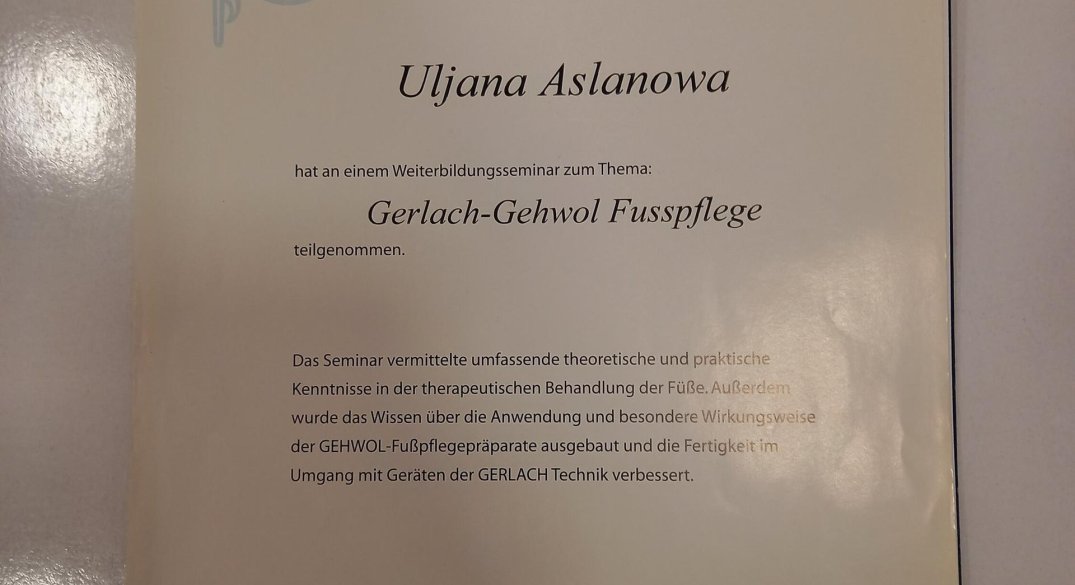 Uljana Aslanowa
hat an einem Weiterbildungsseminar zum Thema:
Gerlach-Gehwol Fusspflege
teilgenommen.
Das Seminar vermittelte umfassende theoretische und praktische
Kenntnisse in der therapeutischen Behandlung der Füße. Außerdem
wurde das Wissen über die Anwendung und besondere Wirkungsweise
der GEHWOL-Fußpflegepräparate ausgebaut und die Fertigkeit im
Umgang mit Geräten der GERLACH Technik verbessert.